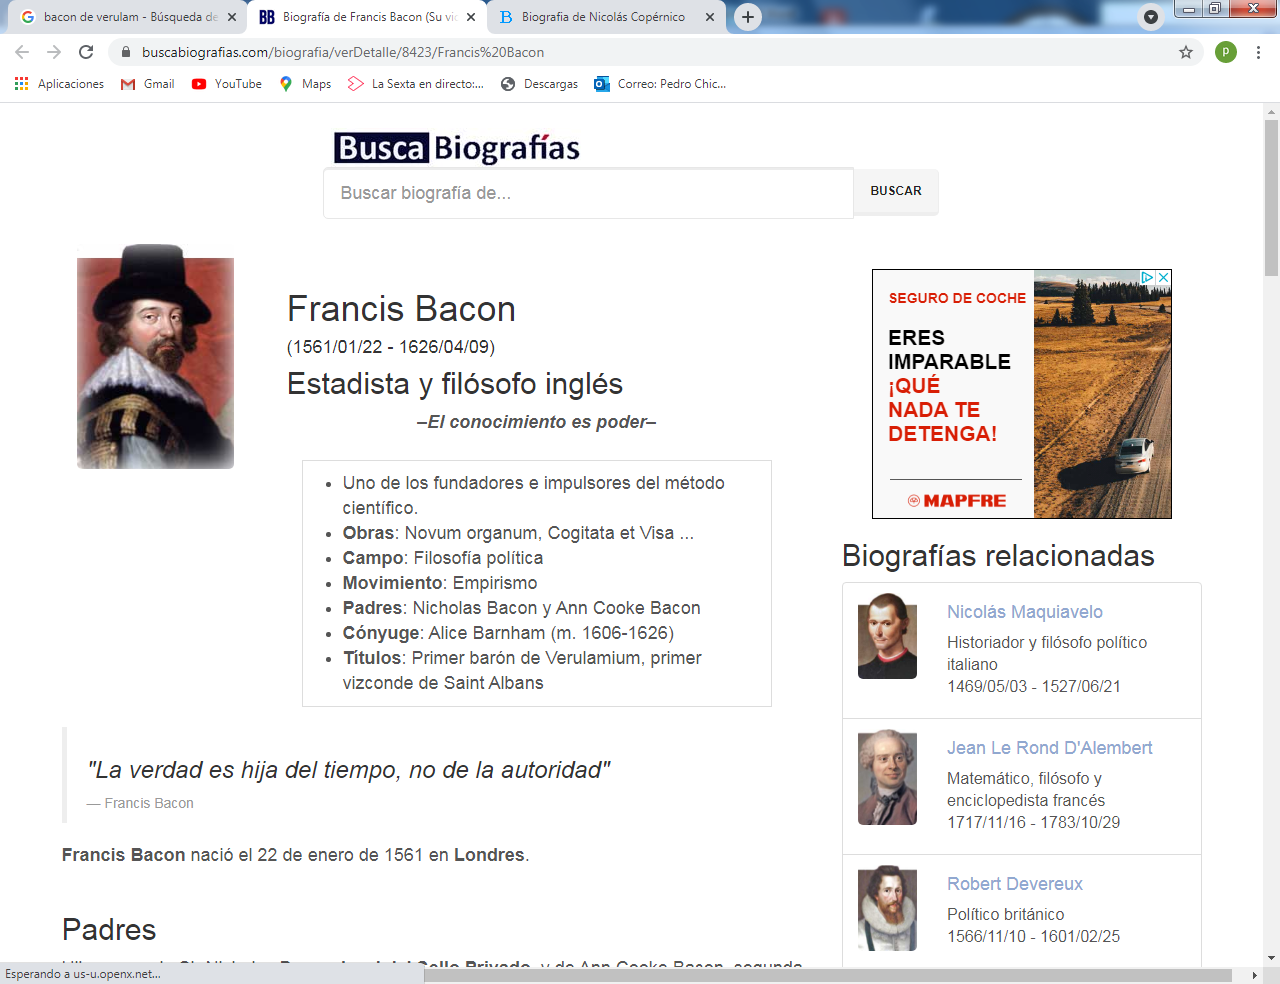 bacon de verulam - Búsqueda de
Biografía de Francis Bacon (Su vid
Biografia de Nicolás Copérnico
P
buscabiografias.com/biografia/verDetalle/8423/Francis%20Bacon
Aplicaciones
Gmail
YouTube
Maps
La Sexta en directo:...
Descargas
Correo: Pedro Chic...
Busca Biografías
Buscar biografía de...
BUSCAR
Francis Bacon
(1561/01/22 - 1626/04/09)
Estadista y filósofo inglés
–El conocimiento es poder–
Uno de los fundadores e impulsores del método
científico.
Obras: Novum organum, Cogitata et Visa ...
Campo: Filosofía política
Movimiento: Empirismo
Padres: Nicholas Bacon y Ann Cooke Bacon
Cónyuge: Alice Barnham (m. 1606-1626)
Títulos: Primer barón de Verulamium, primer
vizconde de Saint Albans
"La verdad es hija del tiempo, no de la autoridad"
— Francis Bacon
Francis Bacon nació el 22 de enero de 1561 en Londres.
Padres
SEGURO DE COCHE
ERES
IMPARABLE
¡QUÉ
NADA TE
DETENGA!
MAPFRE
Biografías relacionadas
Nicolás Maquiavelo
Historiador y filósofo político
italiano
1469/05/03 - 1527/06/21
Jean Le Rond D'Alembert
Matemático, filósofo y
enciclopedista francés
1717/11/16 - 1783/10/29
Robert Devereux
Político británico
1566/11/10 - 1601/02/25
Esperando a us-u.openx.net...